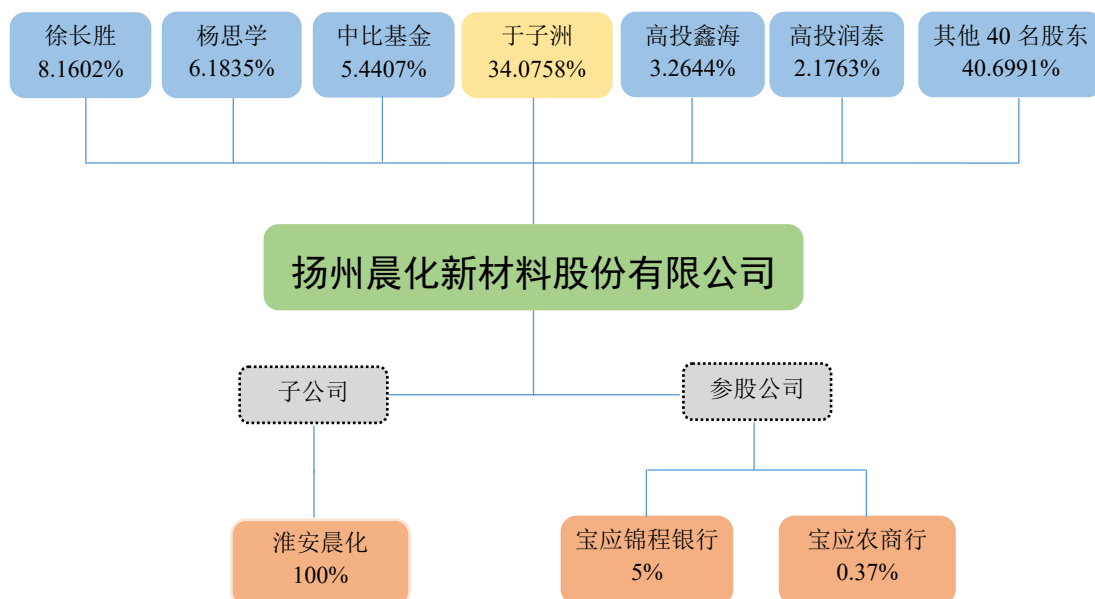 徐长胜
8.1602%
杨思学
6.1835%
中比基金
5.4407%
于子洲
34.0758%
高投鑫海
3.2644%
高投润泰
2.1763%
其他 40 名股东
40.6991%
扬州晨化新材料股份有限公司
子公司
参股公司
淮安晨化
100%
宝应锦程银行
5%
宝应农商行
0.37%